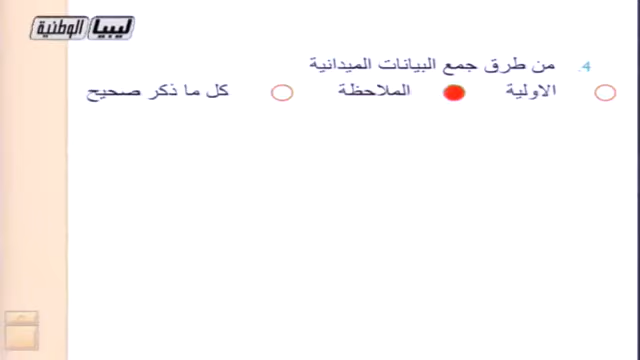 ليبيا الوطنية
4. من طرق جمع البيانات الميدانية
الاولية الملاحظة كل ما ذكر صحيح